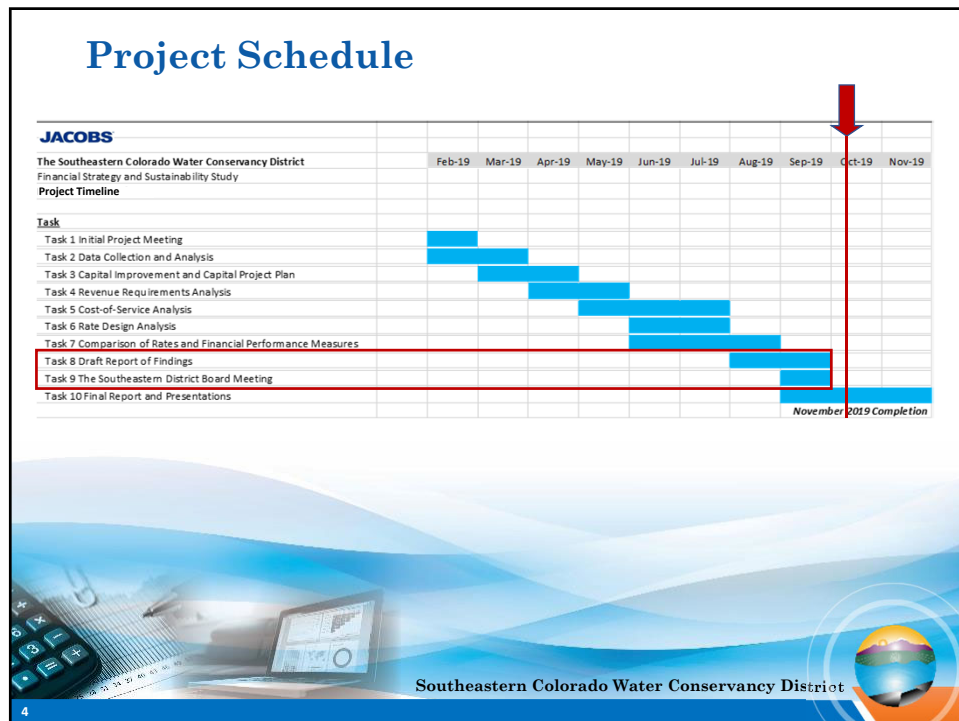 Project Schedule
JACOBS
The Southeastern Colorado Water Conservancy District Feb-19 Mar-19 Apr-19 May-19 Jun-19 Jul-19 Aug-19 Sep-19 Oct-19 Nov-19
Financial Strategy and Sustainability Study
Project Timeline
Task
Task 1 Initial Project Meeting
Task 2 Data Collection and Analysis
Task 3 Capital Improvement and Capital Project Plan
Task 4 Revenue Requirements Analysis
Task 5 Cost-of-Service Analysis
Task 6 Rate Design Analysis
Task 7 Comparison of Rates and Financial Performance Measures
Task 8 Draft Report of Findings
Task 9 The Southeastern District Board Meeting
Task 10 Final Report and Presentations
November 2019 Completion
Southeastern Colorado Water Conservancy District
4